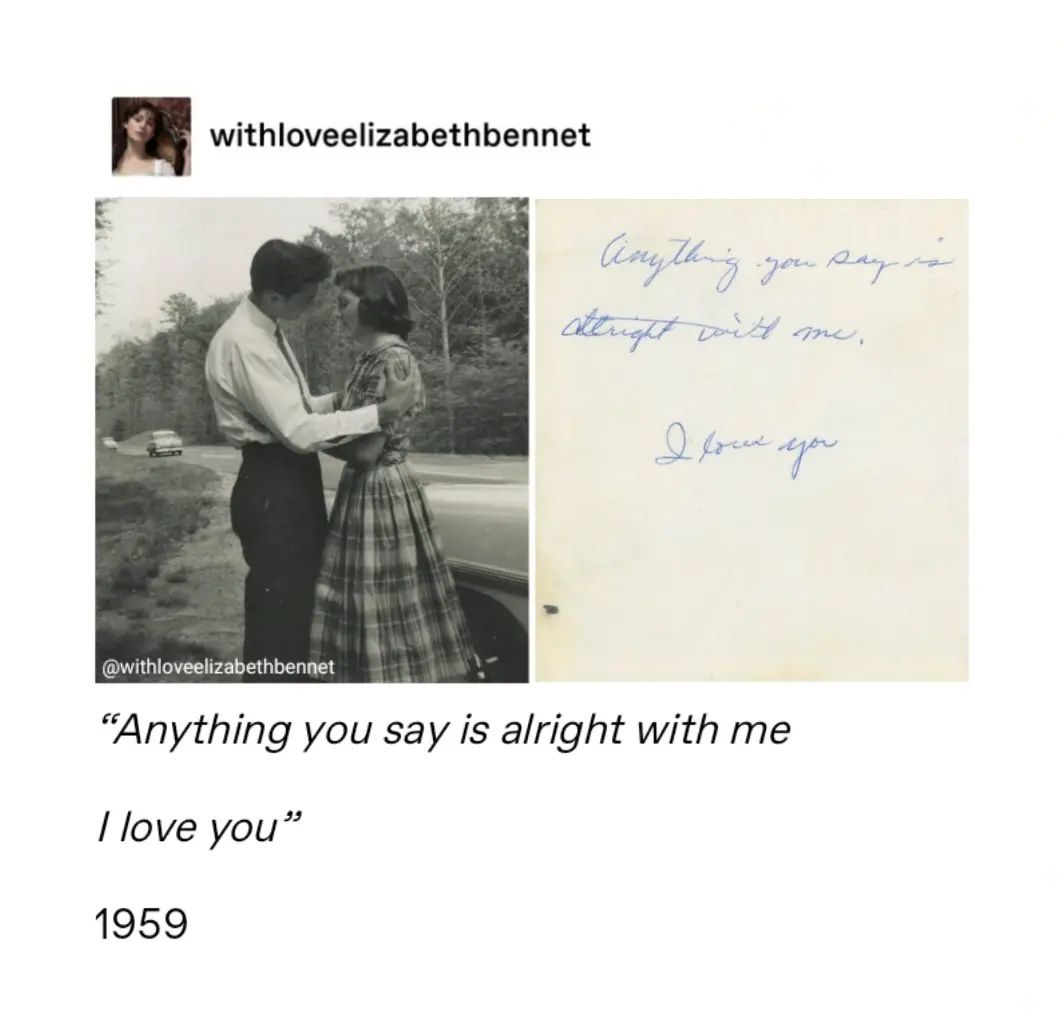 withloveelizabethbennet
Anything you say is
alright with me.
I love you
@withloveelizabethbennet
“Anything you say is alright with me
I love you”
1959